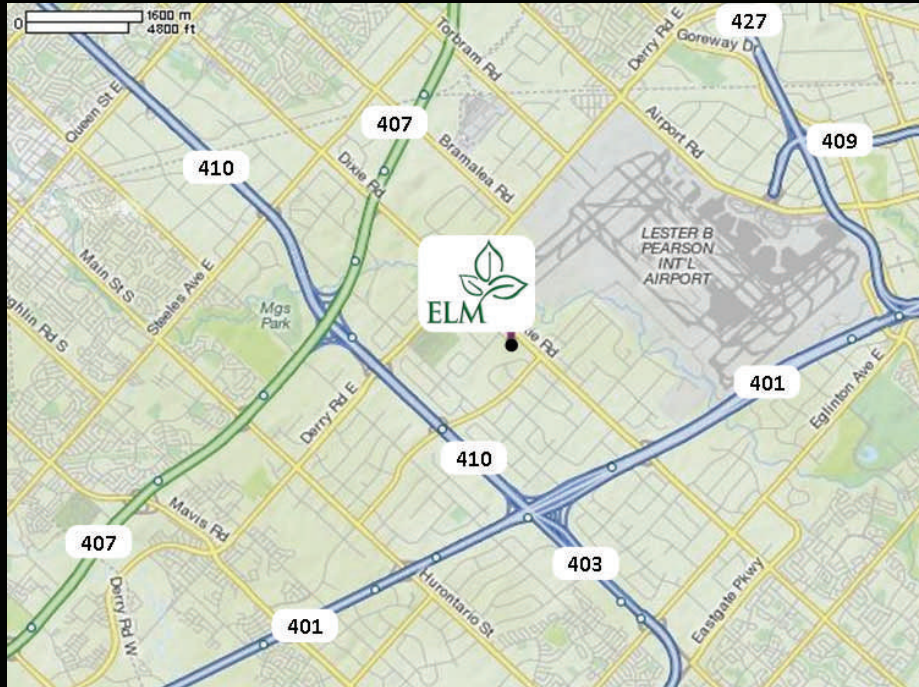 0
1600 m
4800 ft
427
Goreway Dr
Derry Rd E
Torbram Rd
Queen St E
407
410
Airport Rd
409
Bramalea Rd
Dixie Rd
LESTER B
PEARSON
INT'L
AIRPORT
ELM
Main St S
Steeles Ave E
Mgs
Park
401
Eglinton Ave E
Derry Rd E
410
Mavis Rd
407
403
Hurontario St
Eastgate Pkwy
Derry Rd W
401